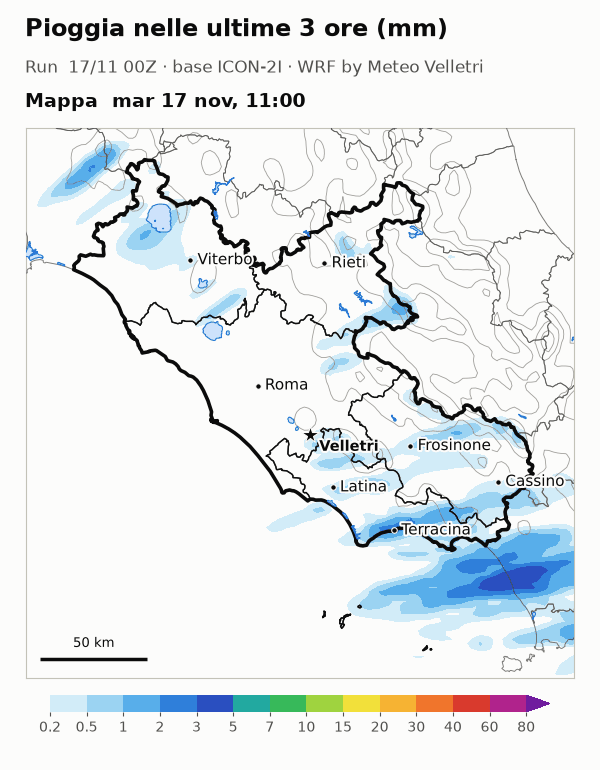 Pioggia nelle ultime 3 ore (mm)
Run  17/11 00Z · base ICON-2I · WRF by Meteo Velletri
Mappa  mar 17 nov, 11:00
Viterbo
Rieti
Roma
Velletri
Frosinone
Cassino
Latina
Terracina
50 km
0.2 0.5 1 2 3 5 7 10 15 20 30 40 60 80